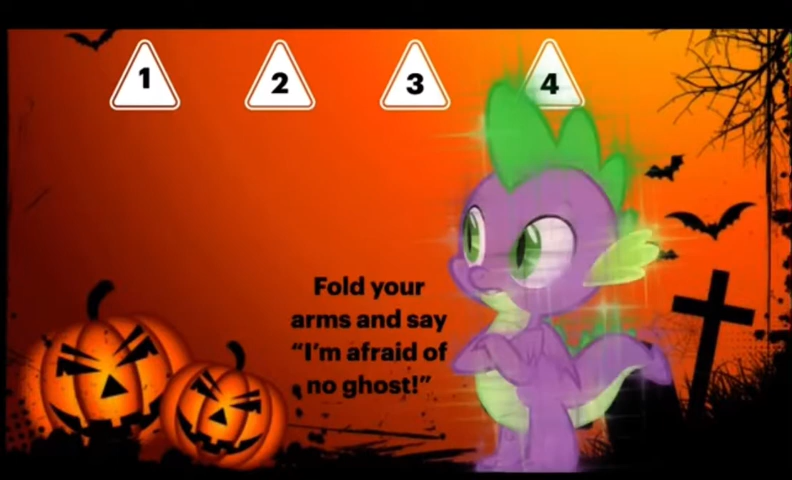 1 2 3 4
Fold your
arms and say
“I’m afraid of
no ghost!”